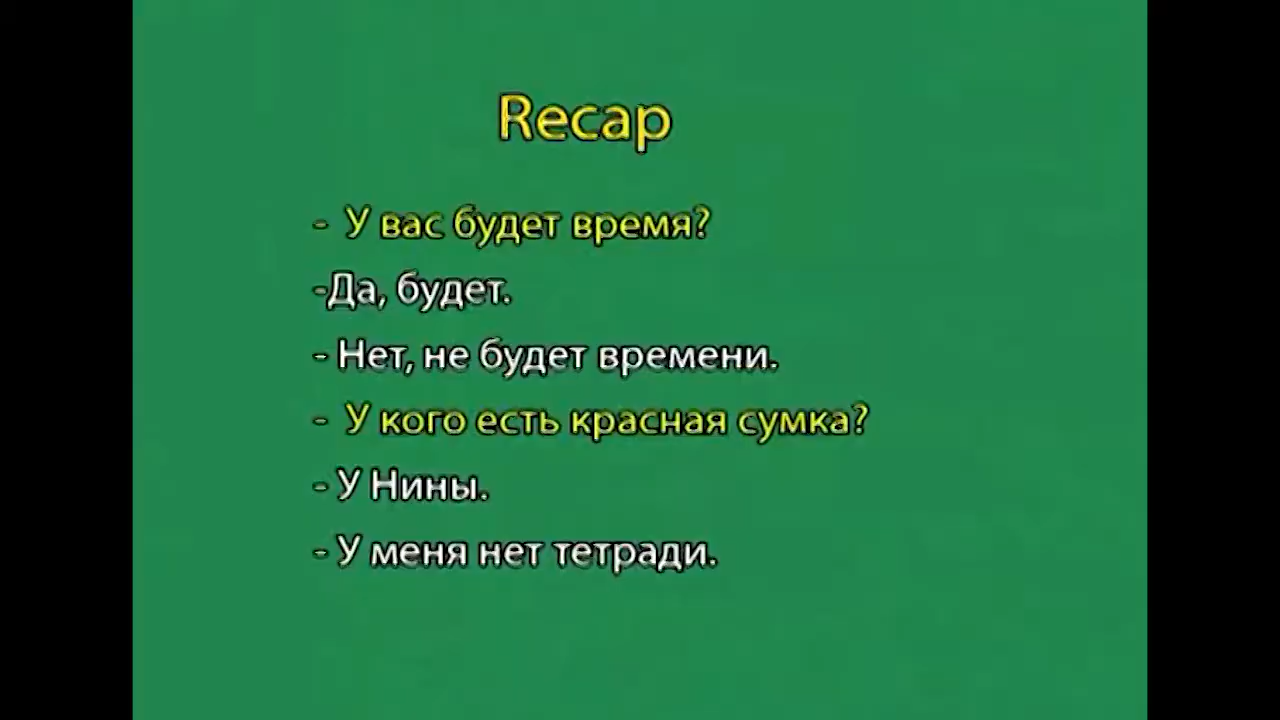 Recap
- У вас будет время?
-Да, будет.
- Нет, не будет времени.
- У кого есть красная сумка?
- У Нины.
- У меня нет тетради.